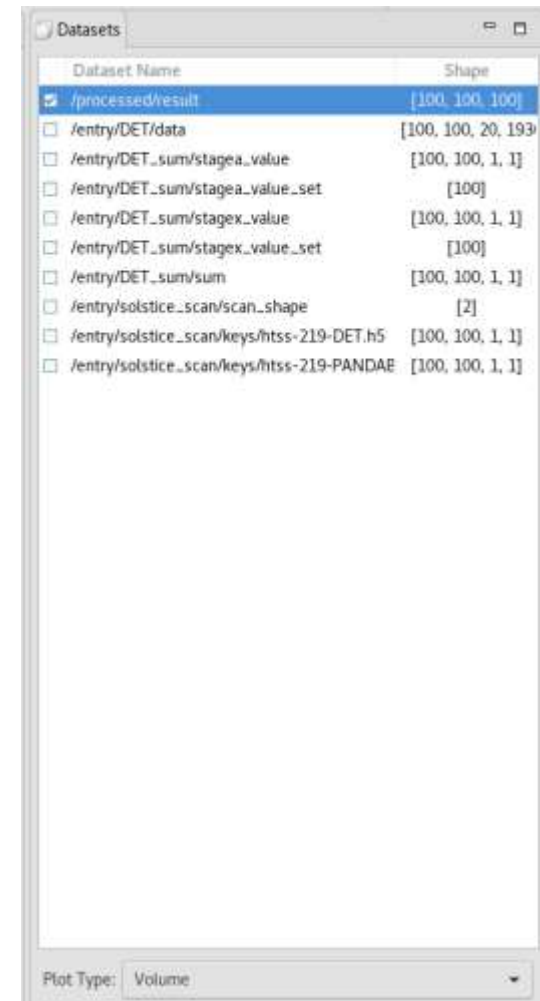 Datasets
Dataset Name Shape
/processed/result [100, 100, 100]
/entry/DET/data [100, 100, 20, 193
/entry/DET_sum/stagea_value [100, 100, 1, 1]
/entry/DET_sum/stagea_value_set [100]
/entry/DET_sum/stagex_value [100, 100, 1, 1]
/entry/DET_sum/stagex_value_set [100]
/entry/DET_sum/sum [100, 100, 1, 1]
/entry/solstice_scan/scan_shape [2]
/entry/solstice_scan/keys/htss-219-DET.h5 [100, 100, 1, 1]
/entry/solstice_scan/keys/htss-219-PANDAB [100, 100, 1, 1]
Plot Type: Volume